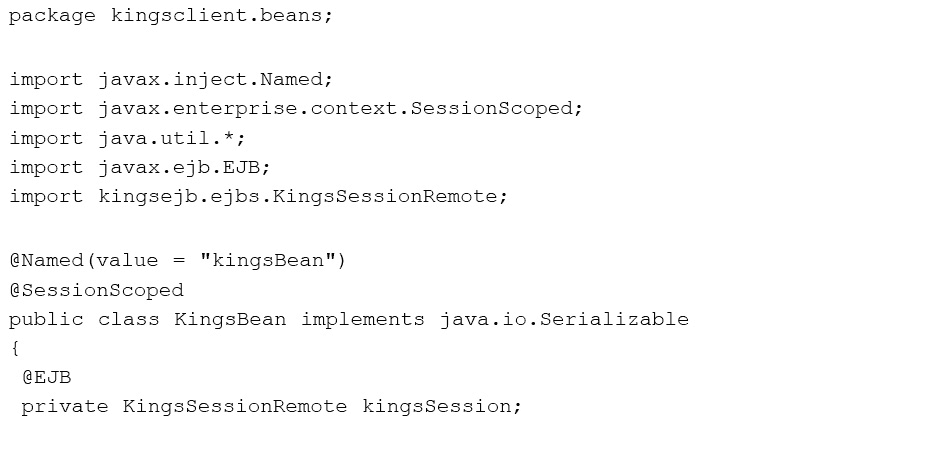 package kingsclient.beans;
import javax.inject.Named;
import javax.enterprise.context.SessionScoped;
import java.util.*;
import javax.ejb.EJB;
import kingsejb.ejbs.KingsSessionRemote;
@Named(value = "kingsBean")
@SessionScoped
public class KingsBean implements java.io.Serializable
{
@EJB
private KingsSessionRemote kingsSession;